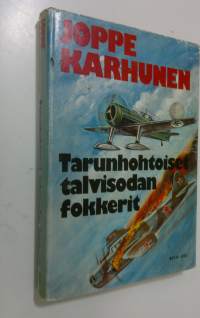 JOPPE
KARHUNEN
Tarunhohtoiset
talvisodan
fokkerit